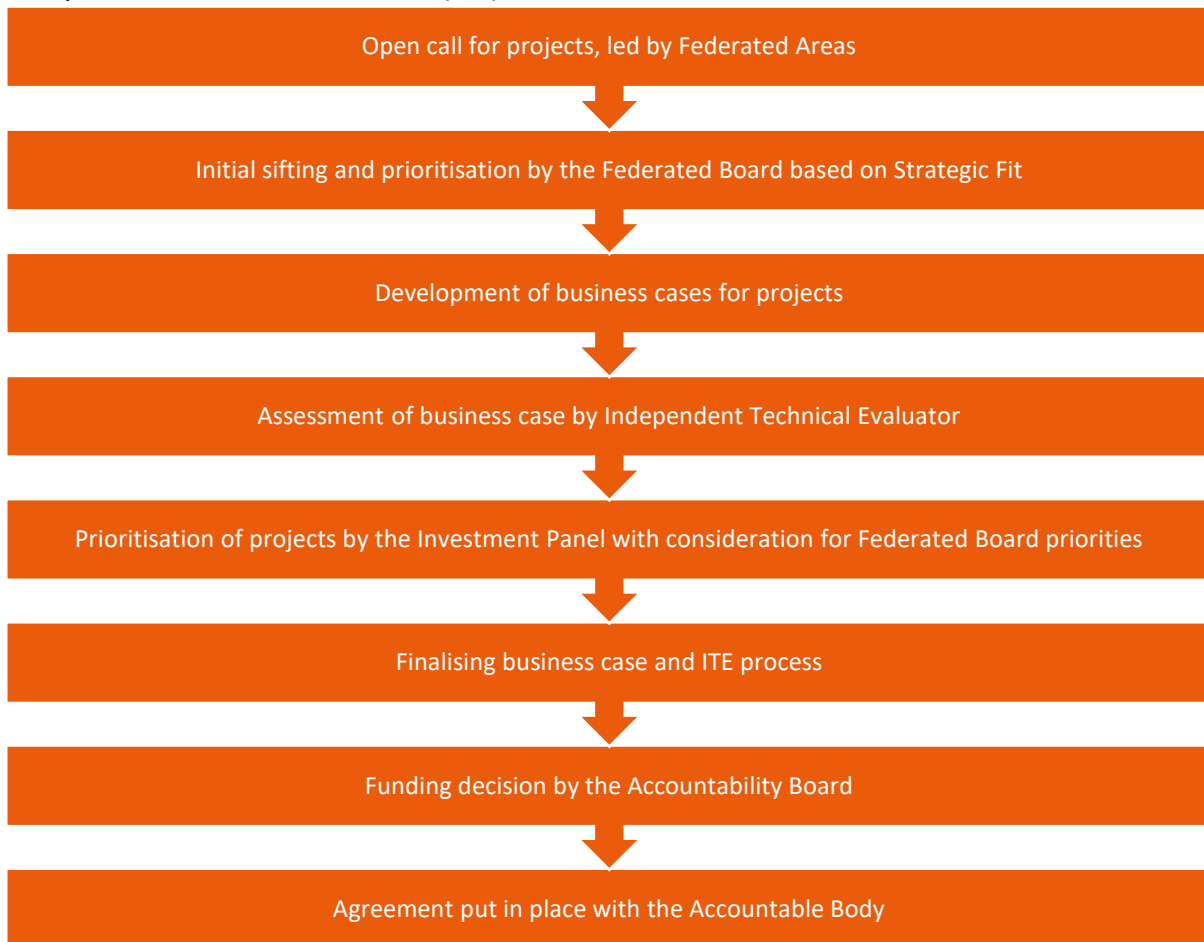 Open call for projects, led by Federated Areas
Initial sifting and prioritisation by the Federated Board based on Strategic Fit
Development of business cases for projects
Assessment of business case by Independent Technical Evaluator
Prioritisation of projects by the Investment Panel with consideration for Federated Board priorities
Finalising business case and ITE process
Funding decision by the Accountability Board
Agreement put in place with the Accountable Body